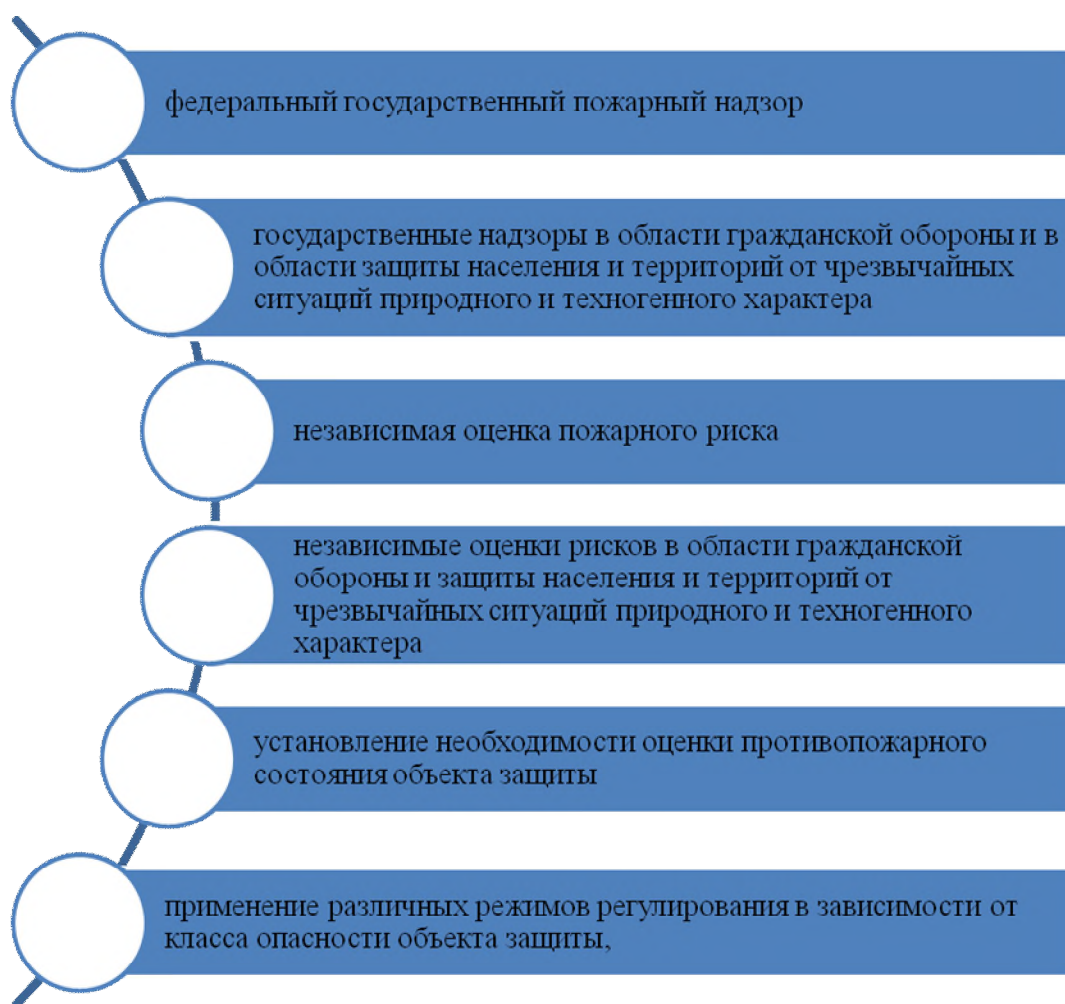 федеральный государственный пожарный надзор
государственные надзоры в области гражданской обороны и в
области защиты населения и территорий от чрезвычайных
ситуаций природного и техногенного характера
независимая оценка пожарного риска
независимые оценки рисков в области гражданской
обороны и защиты населения и территорий от
чрезвычайных ситуаций природного и техногенного
характера
установление необходимости оценки противопожарного
состояния объекта защиты
применение различных режимов регулирования в зависимости от
класса опасности объекта защиты,